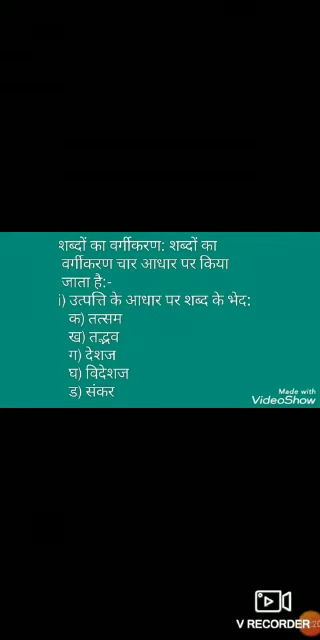 शब्दों का वर्गीकरण: शब्दों का
वर्गीकरण चार आधार पर किया
जाता है:-
i) उत्पत्ति के आधार पर शब्द के भेद:
क) तत्सम
ख) तद्भव
ग) देशज
घ) विदेशज
ड) संकर
Made with
VideoShow
V RECORDER